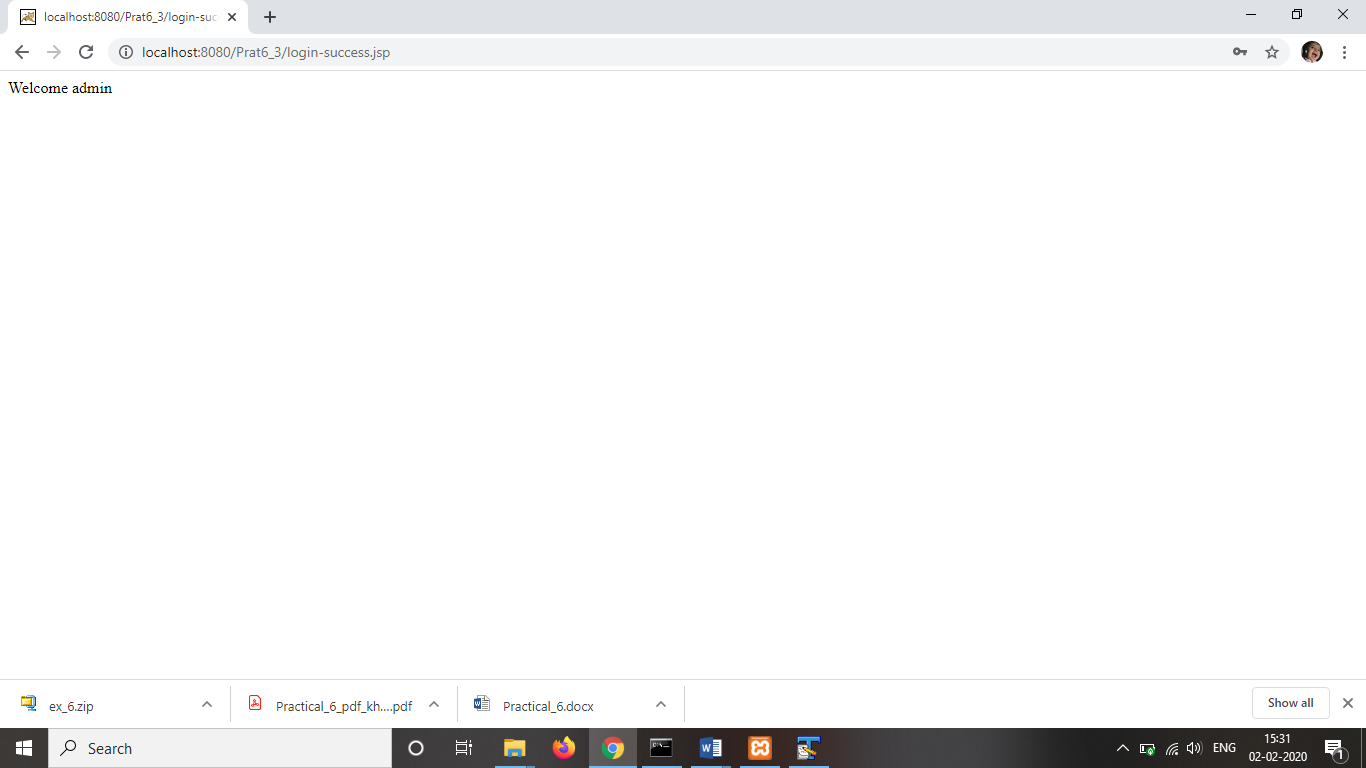 localhost:8080/Prat6_3/login-suc
localhost:8080/Prat6_3/login-success.jsp
Welcome admin
ex_6.zip
Practical_6_pdf_kh....pdf
Practical_6.docx
Show all
Search
ENG
15:31
02-02-2020
1